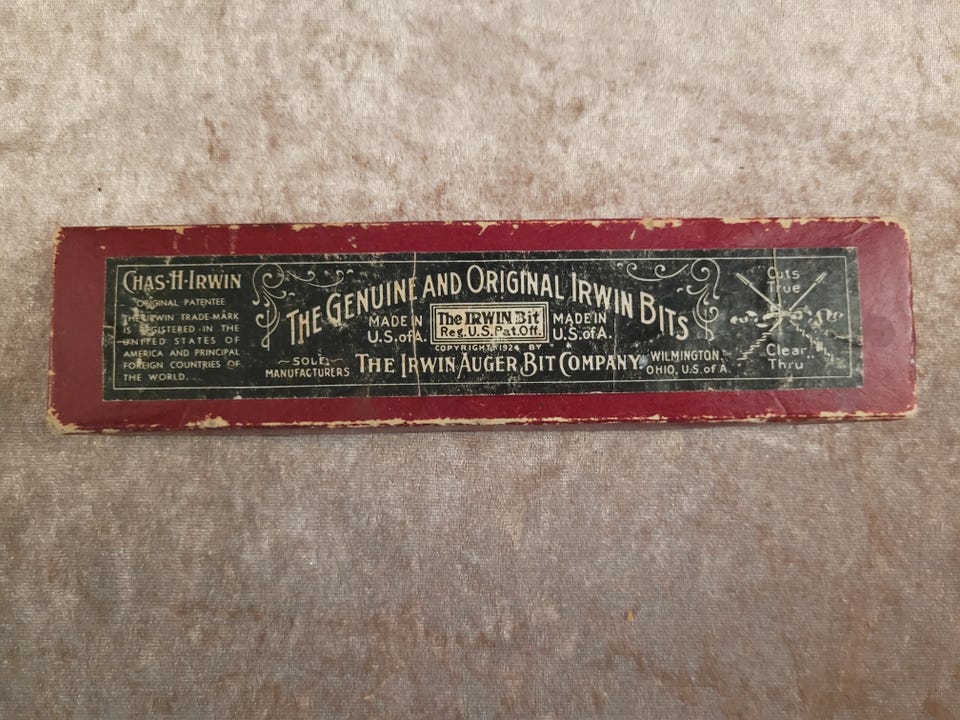 CHAS·H·IRWIN
ORIGINAL PATENTEE
THE IRWIN TRADE-MARK
IS REGISTERED IN THE
UNITED STATES OF
AMERICA AND PRINCIPAL
FOREIGN COUNTRIES OF
THE WORLD.
THE GENUINE AND ORIGINAL IRWIN BITS
MADE IN
U.S.of A.
The IRWIN Bit
Reg. U.S. Pat. Off.
MADE IN
U.S.of A.
COPYRIGHT, 1924 BY
SOLE
MANUFACTURERS
THE IRWIN AUGER BIT COMPANY.
WILMINGTON,
OHIO, U.S. of A.
Cuts
True
Clear
Thru